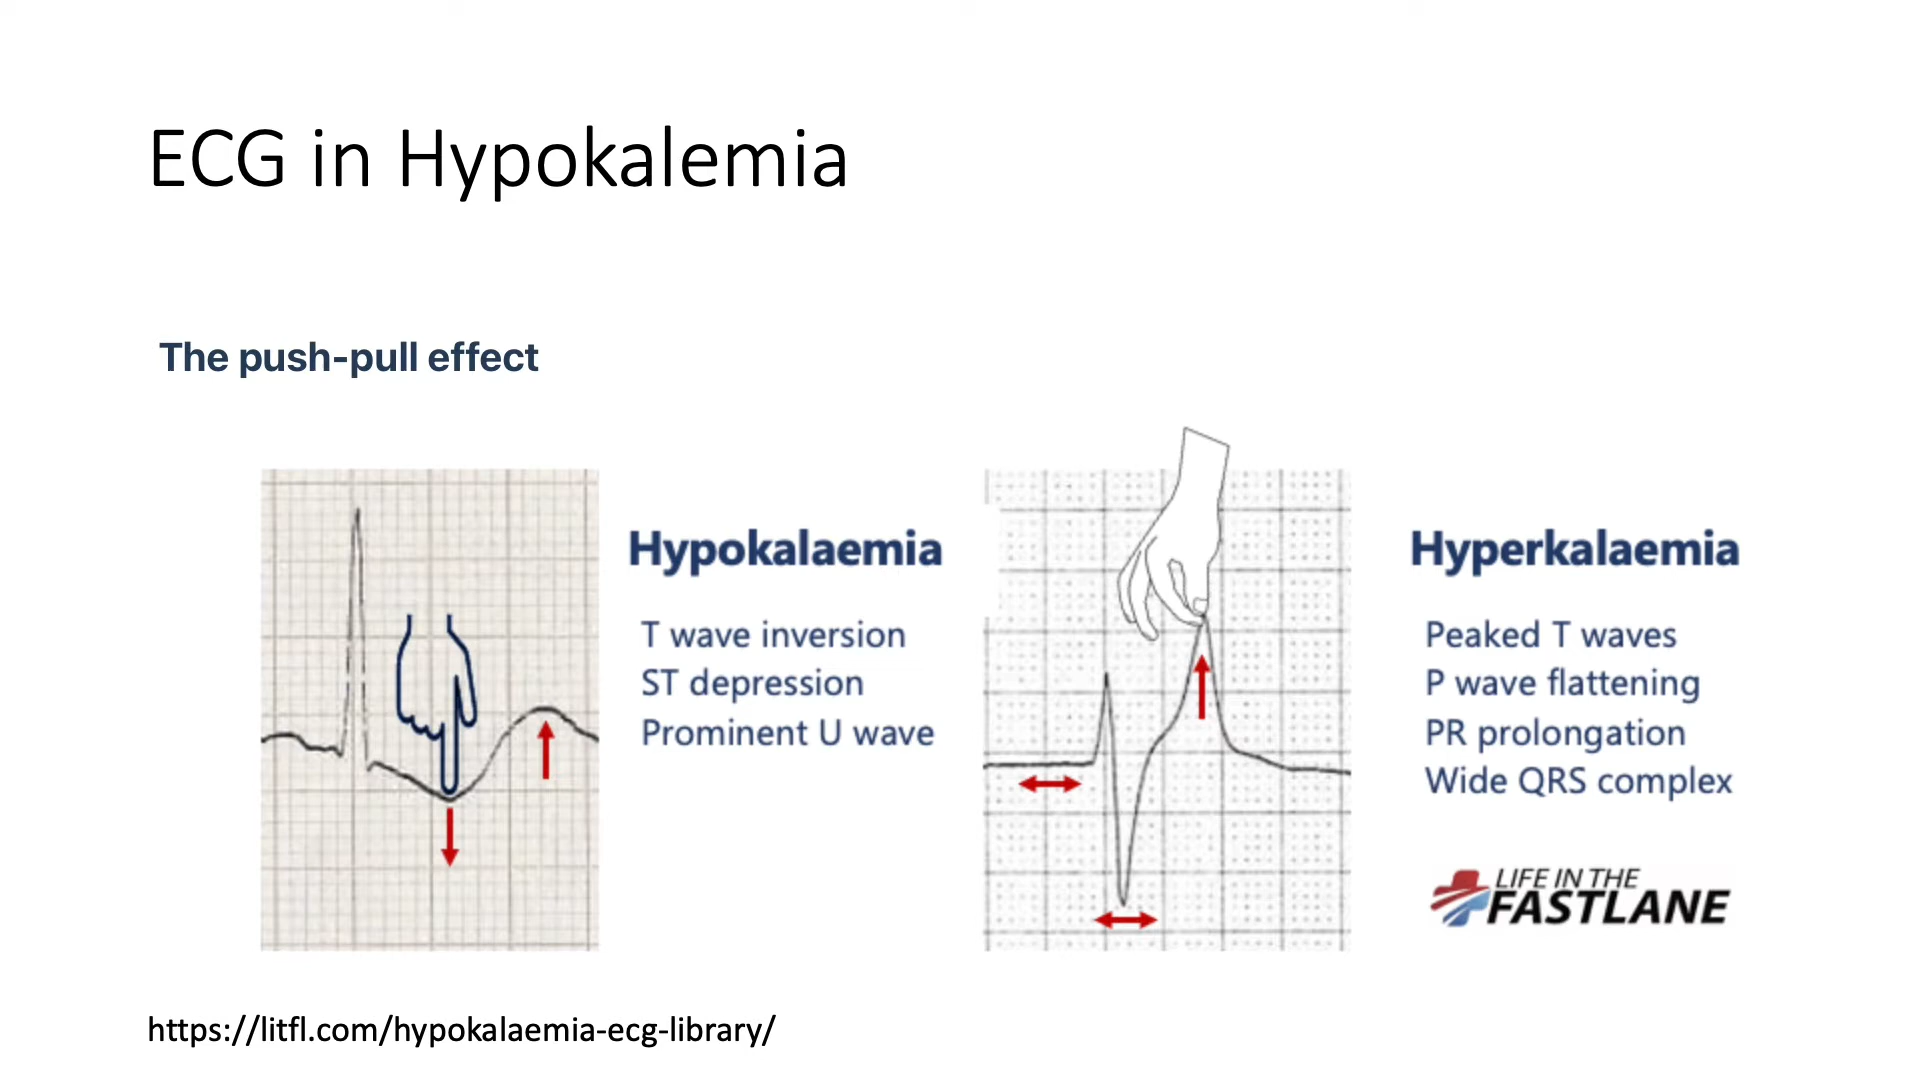 ECG in Hypokalemia
The push-pull effect
Hypokalaemia
T wave inversion
ST depression
Prominent U wave
Hyperkalaemia
Peaked T waves
P wave flattening
PR prolongation
Wide QRS complex
LIFE IN THE
FASTLANE
https://litfl.com/hypokalaemia-ecg-library/